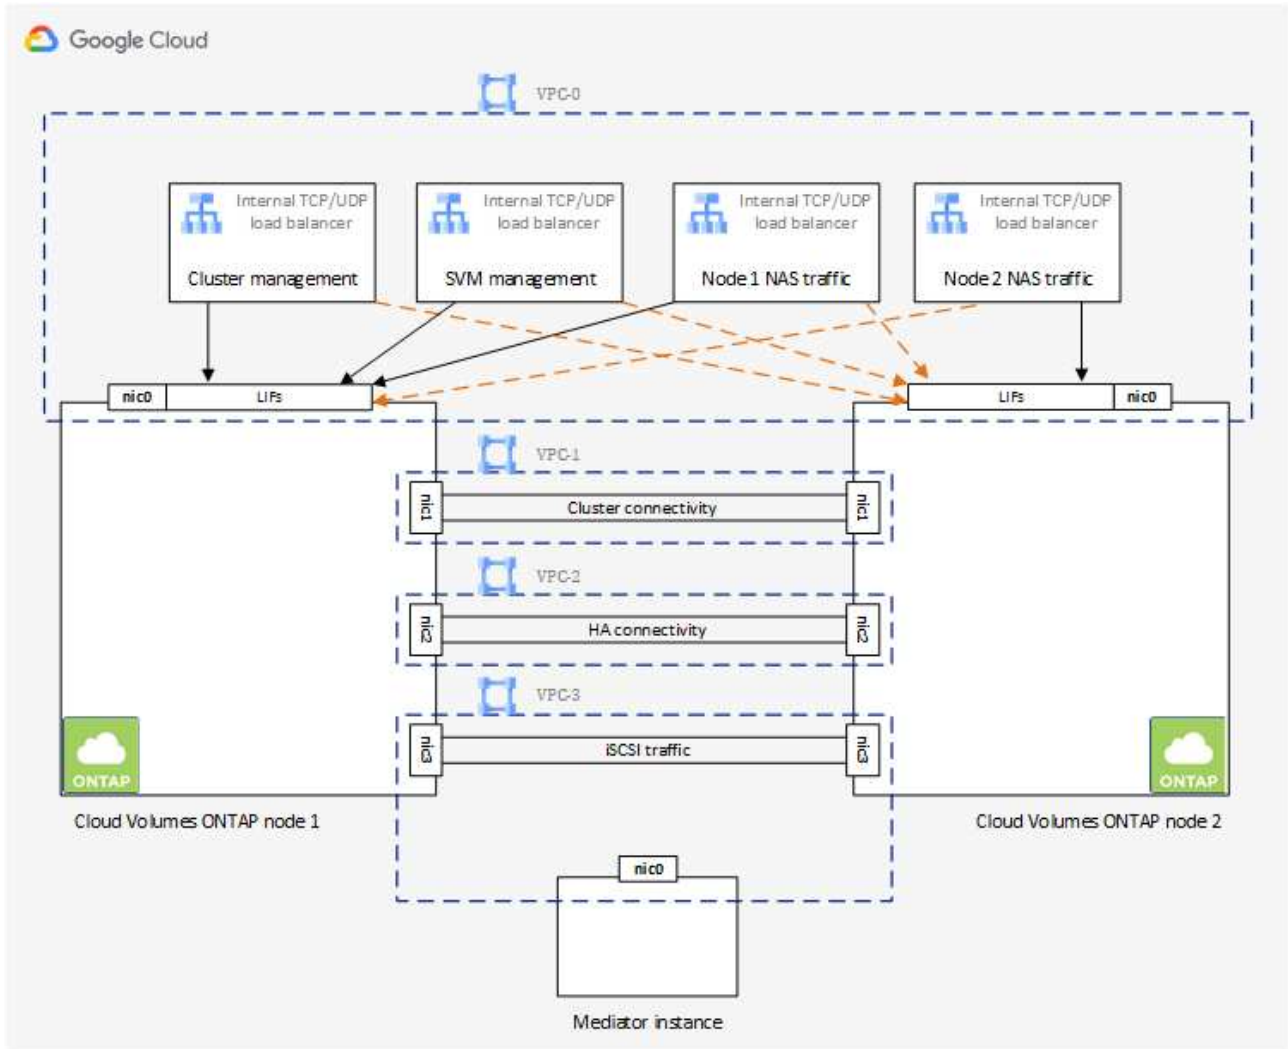 Google Cloud
VPC-0
Internal TCP/UDP
load balancer
Cluster management
Internal TCP/UDP
load balancer
SVM management
Internal TCP/UDP
load balancer
Node 1 NAS traffic
Internal TCP/UDP
load balancer
Node 2 NAS traffic
nic0
LIFs
LIFs
nic0
VPC-1
nic1
Cluster connectivity
nic1
VPC-2
nic2
HA connectivity
nic2
VPC-3
nic3
iSCSI traffic
nic3
ONTAP
ONTAP
Cloud Volumes ONTAP node 1
Cloud Volumes ONTAP node 2
nic0
Mediator instance